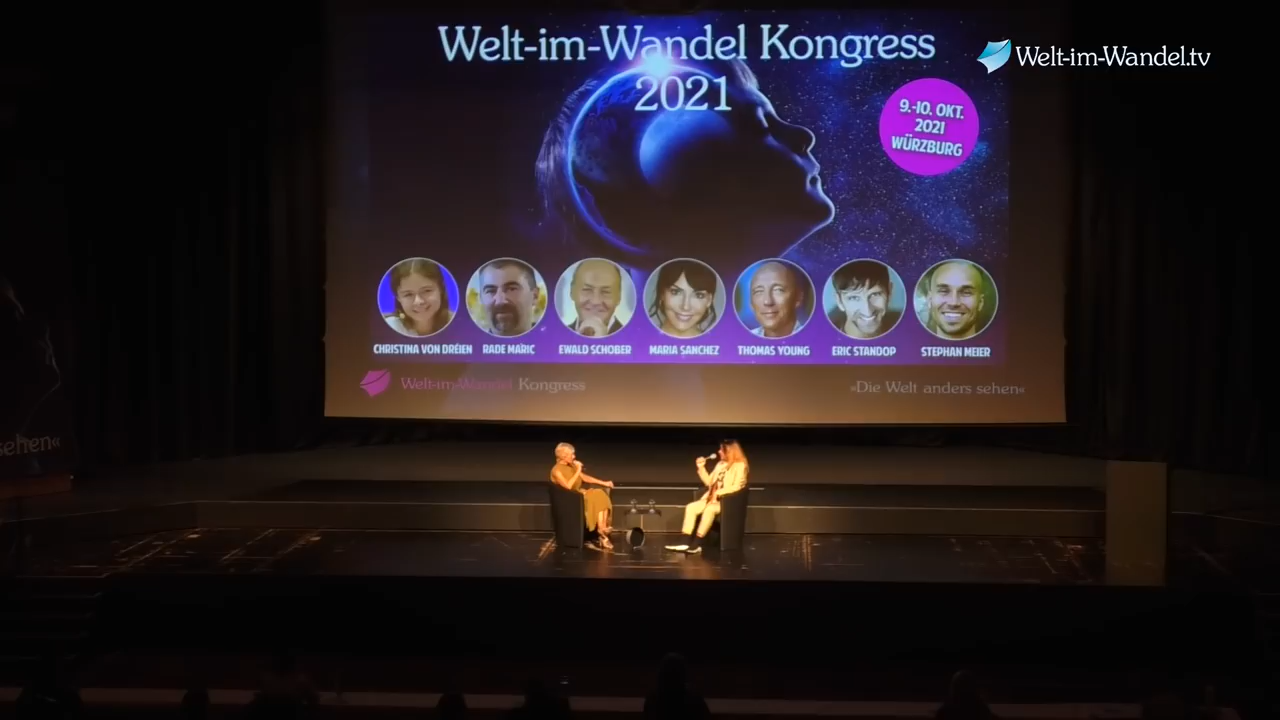 Welt-im-Wandel Kongress
2021
Welt-im-Wandel.tv
9.-10. OKT.
2021
WÜRZBURG
CHRISTINA VON DREIEN RADE MARIC EWALD SCHOBER MARIA SANCHEZ THOMAS YOUNG ERIC STANDOP STEPHAN MEIER
Welt-im-Wandel Kongress
»Die Welt anders sehen«
sehen«